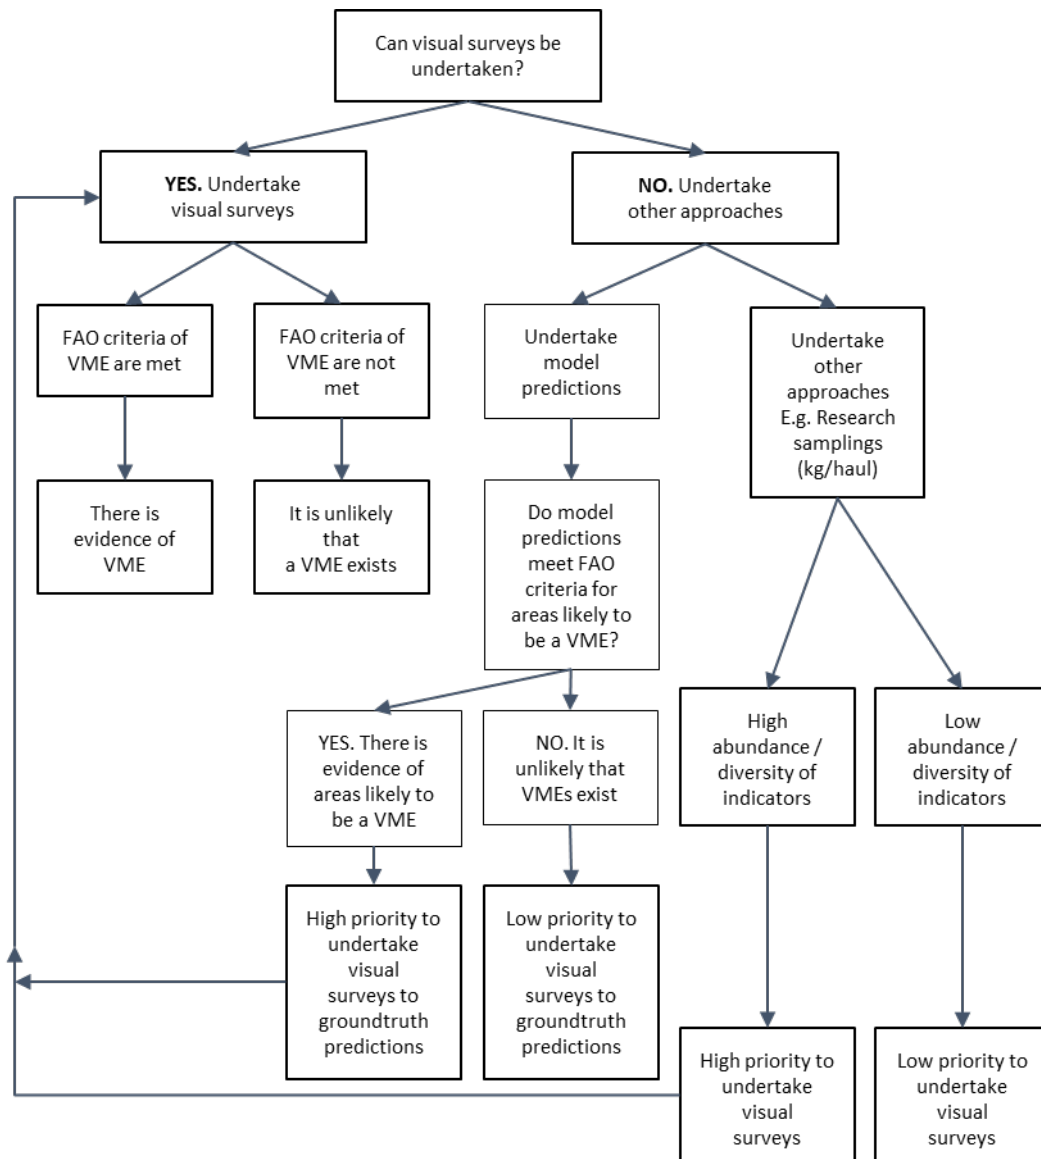 Can visual surveys be
undertaken?
YES. Undertake
visual surveys
NO. Undertake
other approaches
FAO criteria of
VME are met
FAO criteria of
VME are not
met
Undertake
model
predictions
Undertake
other
approaches
E.g. Research
samplings
(kg/haul)
There is
evidence of
VME
It is unlikely
that
a VME exists
Do model
predictions
meet FAO
criteria for
areas likely to
be a VME?
YES. There is
evidence of
areas likely to
be a VME
NO. It is
unlikely that
VMEs exist
High
abundance /
diversity of
indicators
Low
abundance /
diversity of
indicators
High priority to
undertake
visual
surveys to
groundtruth
predictions
Low priority to
undertake
visual
surveys to
groundtruth
predictions
High priority to
undertake
visual
surveys
Low priority to
undertake
visual
surveys